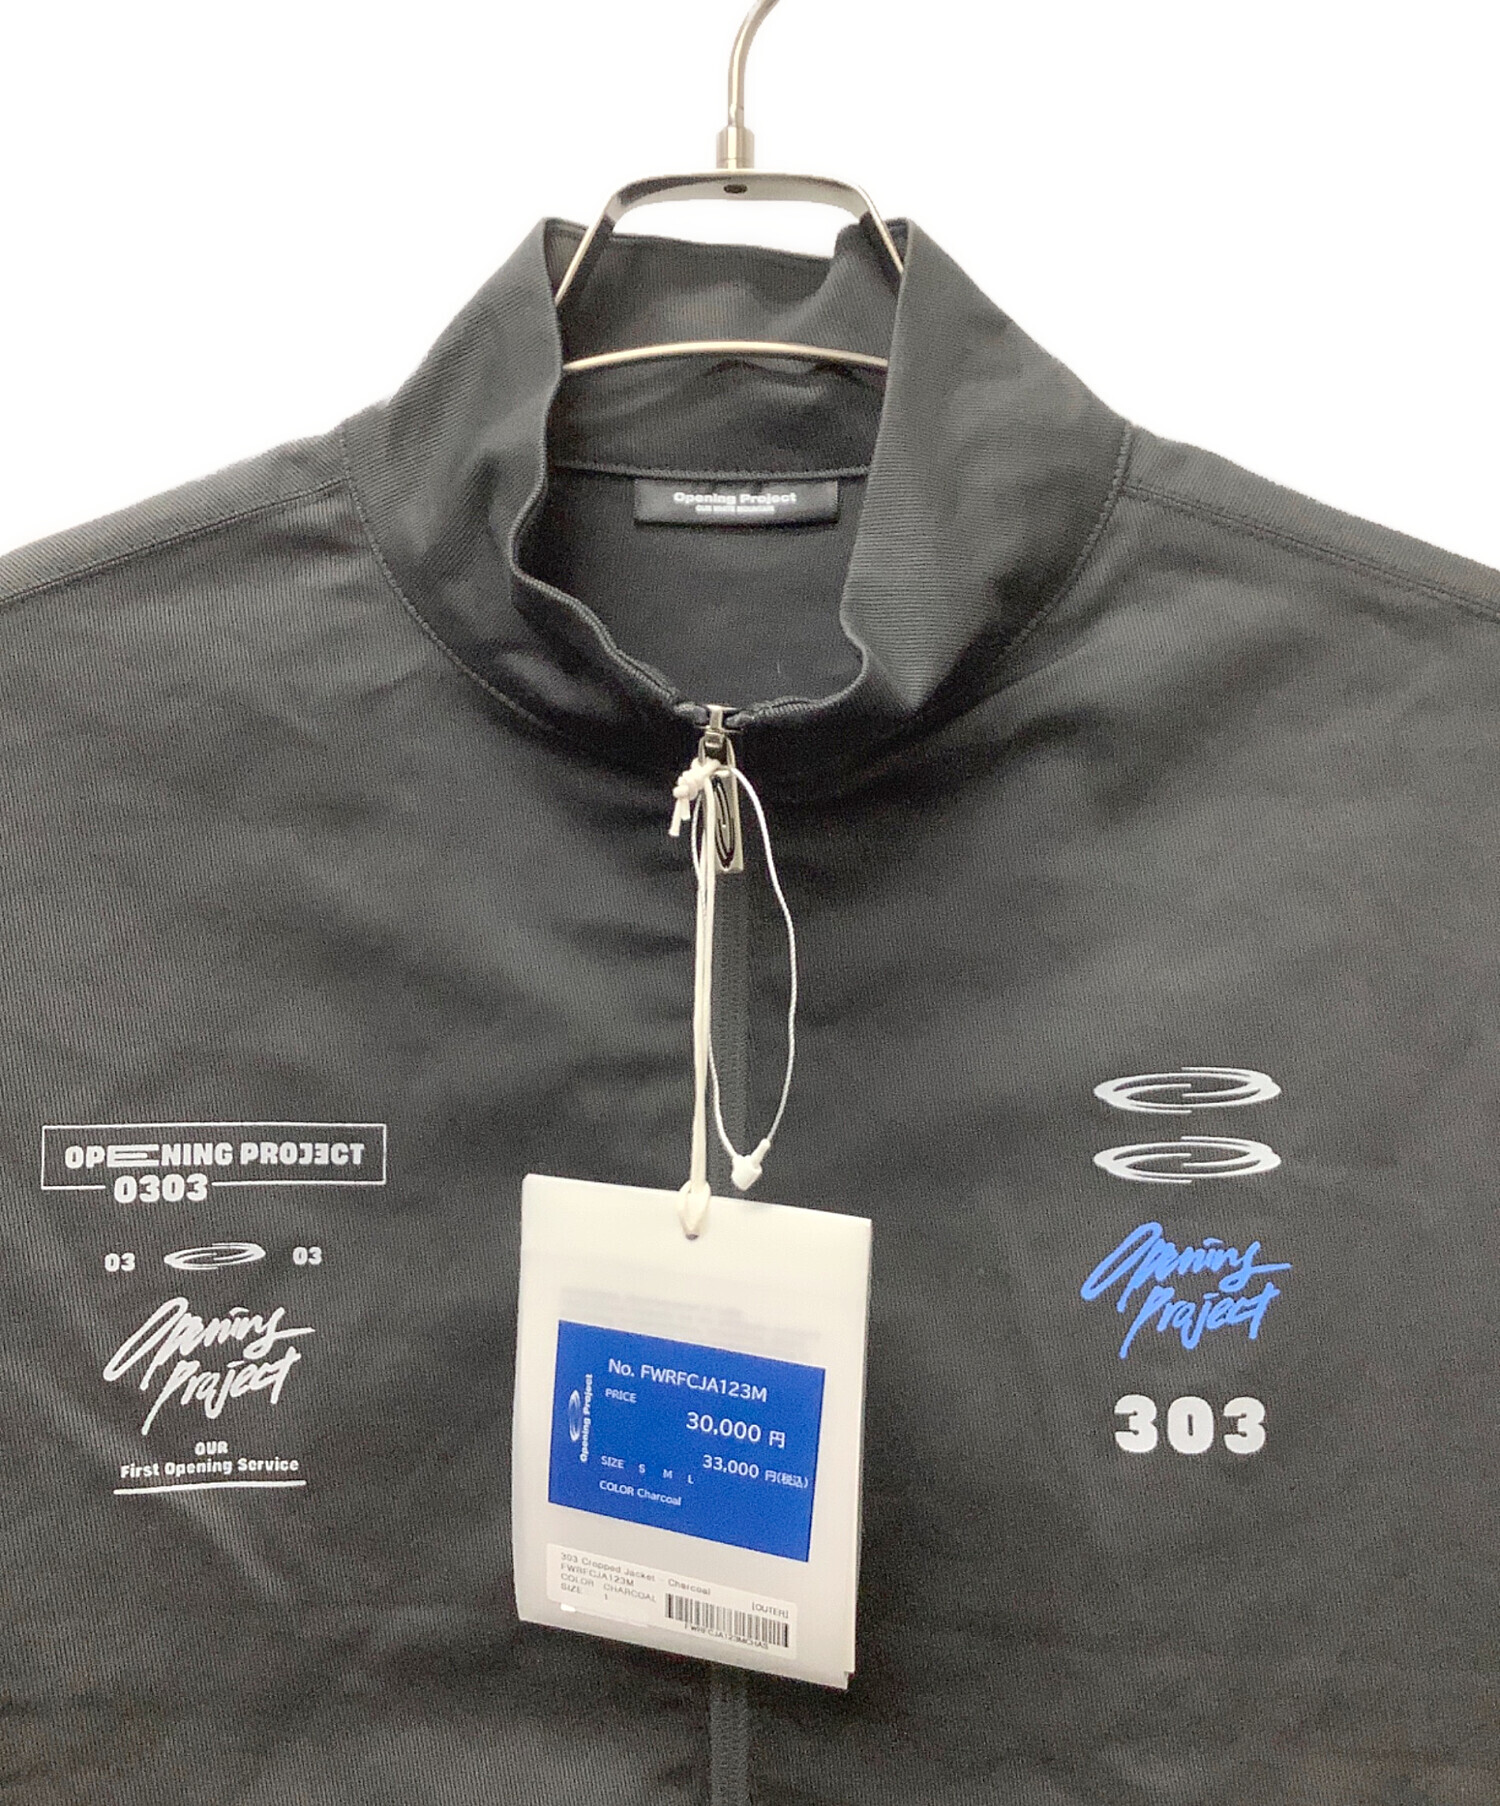 Opening Project
OPENING PROJECT
0303
03 03
Opening
Project
OUR
First Opening Service
Opening
Project
303
Opening Project
No. FWRFCJA123M
PRICE
30,000 円
33,000 円(税込)
SIZE S M L
COLOR Charcoal
303 Cropped Jacket - Charcoal
FWRFCJA123M
COLOR CHARCOAL
SIZE 1
[OUTER]
FWRFCJA123MCHAS